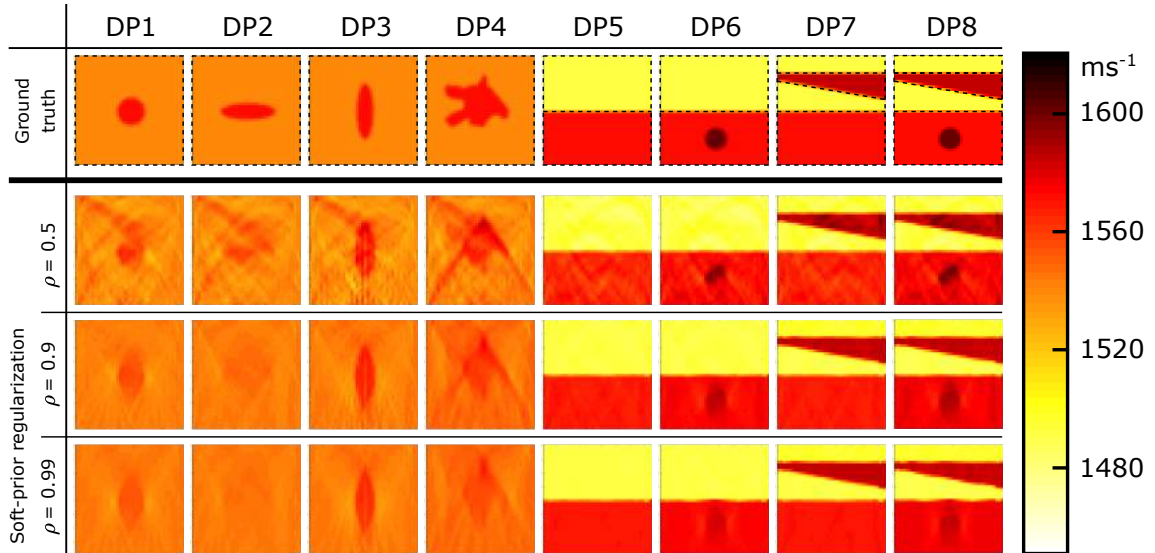 DP1 DP2 DP3 DP4 DP5 DP6 DP7 DP8
ms⁻¹
Ground
truth
1600
1560
1520
1480
Soft-prior regularization
ρ = 0.5
ρ = 0.9
ρ = 0.99